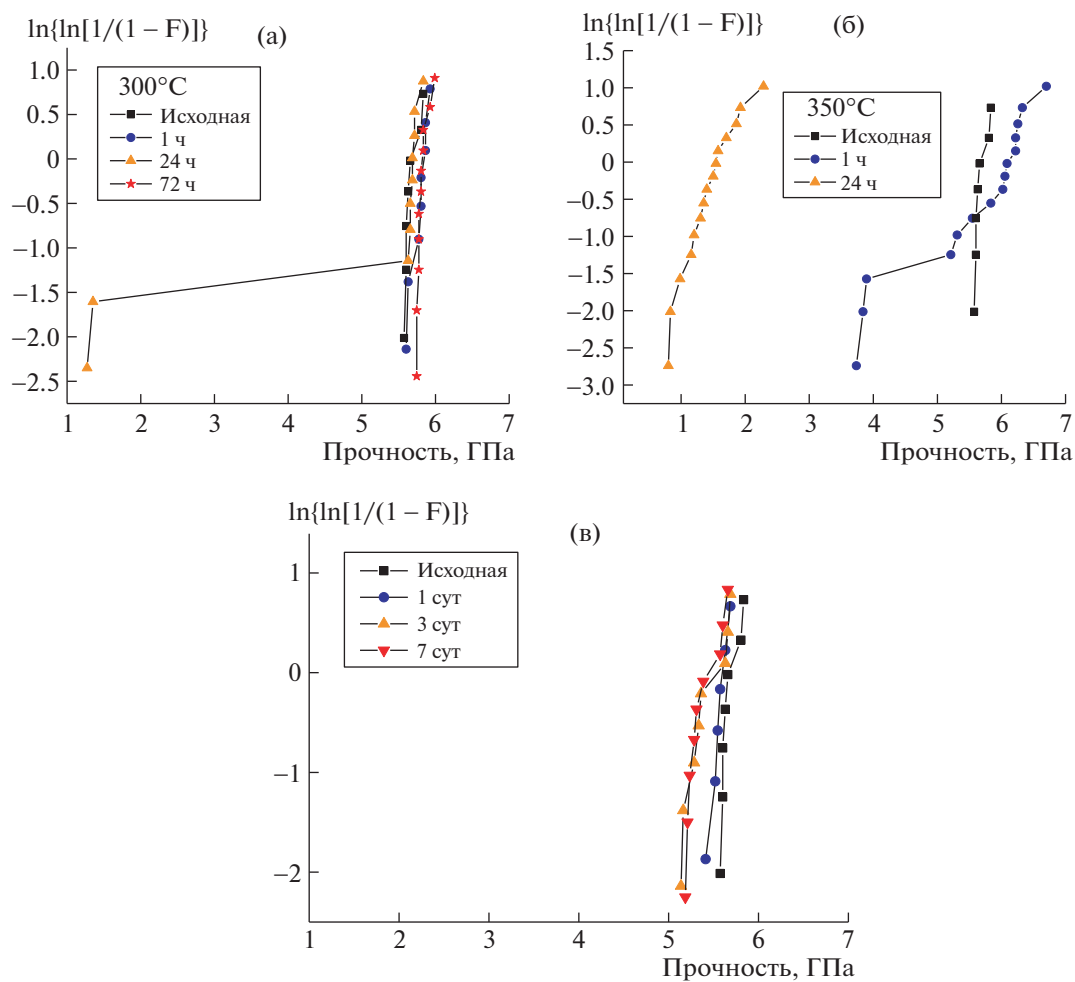 ln{ln[1/(1 – F)]}
(а)
1.0
0.5
0
−0.5
−1.0
−1.5
−2.0
−2.5
300°C
Исходная
1 ч
24 ч
72 ч
1 2 3 4 5 6 7
Прочность, ГПа
ln{ln[1/(1 – F)]}
(б)
1.5
1.0
0.5
0
−0.5
−1.0
−1.5
−2.0
−2.5
−3.0
350°C
Исходная
1 ч
24 ч
1 2 3 4 5 6 7
Прочность, ГПа
ln{ln[1/(1 – F)]}
(в)
1
0
−1
−2
Исходная
1 сут
3 сут
7 сут
1 2 3 4 5 6 7
Прочность, ГПа